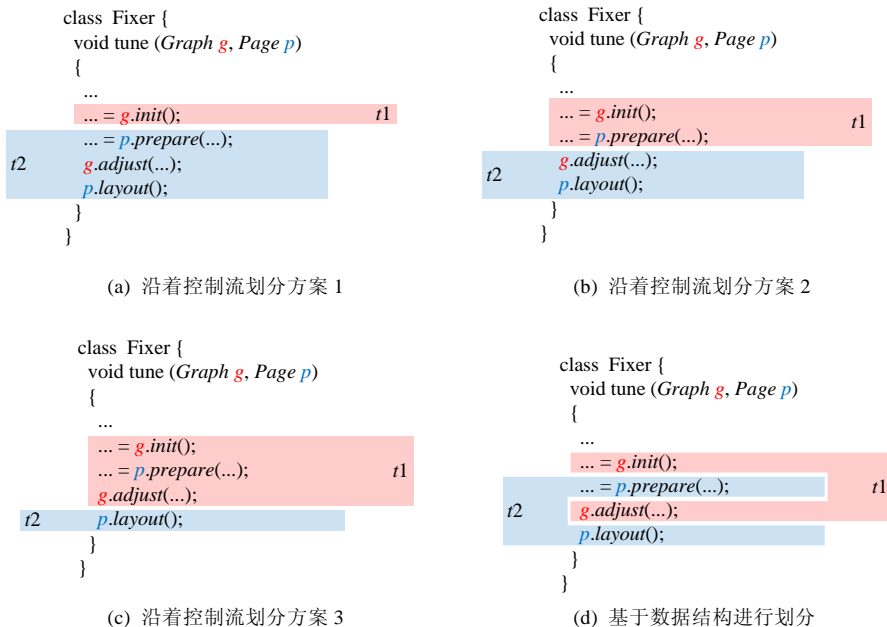 class Fixer {
void tune (Graph g, Page p)
{
...
... = g.init();
t1
... = p.prepare(...);
t2
g.adjust(...);
p.layout();
}
}
(a) 沿着控制流划分方案 1
class Fixer {
void tune (Graph g, Page p)
{
...
... = g.init();
t1
... = p.prepare(...);
g.adjust(...);
t2
p.layout();
}
}
(b) 沿着控制流划分方案 2
class Fixer {
void tune (Graph g, Page p)
{
...
... = g.init();
... = p.prepare(...);
t1
g.adjust(...);
t2
p.layout();
}
}
(c) 沿着控制流划分方案 3
class Fixer {
void tune (Graph g, Page p)
{
...
... = g.init();
... = p.prepare(...);
t1
t2
g.adjust(...);
p.layout();
}
}
(d) 基于数据结构进行划分